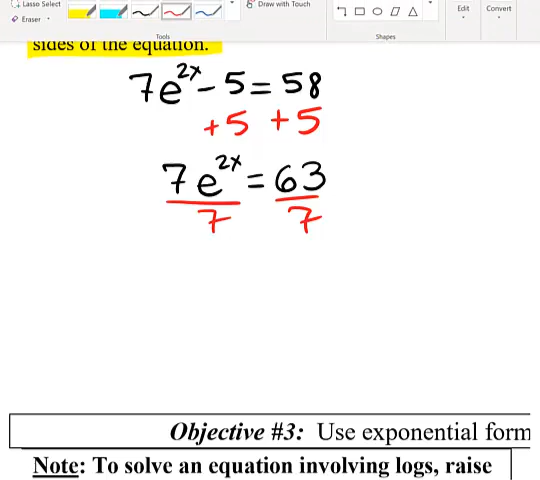 Lasso Select
Eraser
Draw with Touch
Edit
Convert
Tools
Shapes
sides of the equation.
7e^{2x} - 5 = 58
+5 +5
7e^{2x} = 63
7 7
Objective #3: Use exponential form
Note: To solve an equation involving logs, raise